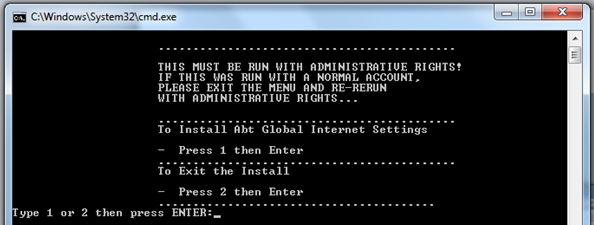 C:\Windows\System32\cmd.exe
--------------------------------------------
THIS MUST BE RUN WITH ADMINISTRATIVE RIGHTS!
IF THIS WAS RUN WITH A NORMAL ACCOUNT,
PLEASE EXIT THE MENU AND RE-RERUN
WITH ADMINISTRATIVE RIGHTS...
--------------------------------------------
To Install Abt Global Internet Settings
-  Press 1 then Enter
--------------------------------------------
To Exit the Install
-  Press 2 then Enter
-----------------------------------------
Type 1 or 2 then press ENTER:_